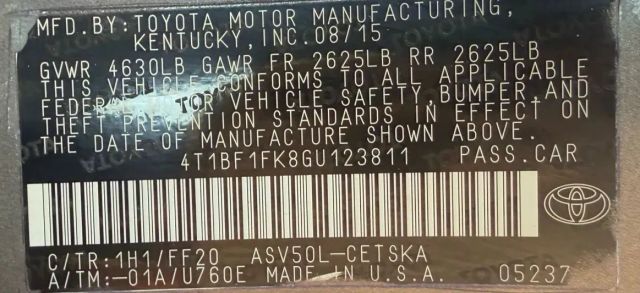 MFD.BY:TOYOTA MOTOR MANUFACTURING,
KENTUCKY,INC.08/15
GVWR 4630LB GAWR FR 2625LB RR 2625LB
THIS VEHICLE CONFORMS TO ALL APPLICABLE
FEDER TOR VEHICLE SAFETY,BUMPER,AND
THEFT PREVENTION STANDARDS IN EFFECT ON
THE DATE OF MANUFACTURE SHOWN ABOVE.
4T1BF1FK8GU123811 PASS.CAR
C/TR:1H1/FF20 ASV50L-CETSKA
A/TM:-01A/U760E MADE IN U.S.A. 05237